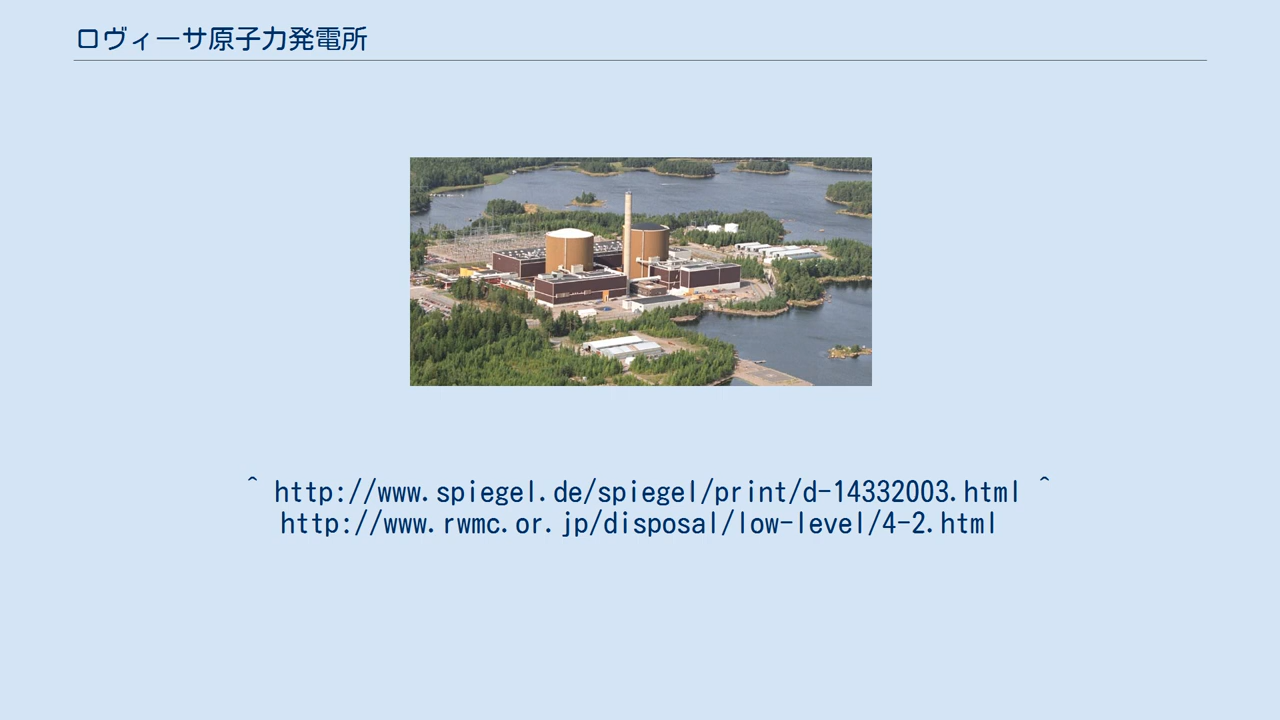 ロヴィーサ原子力発電所
^ http://www.spiegel.de/spiegel/print/d-14332003.html ^
http://www.rwmc.or.jp/disposal/low-level/4-2.html